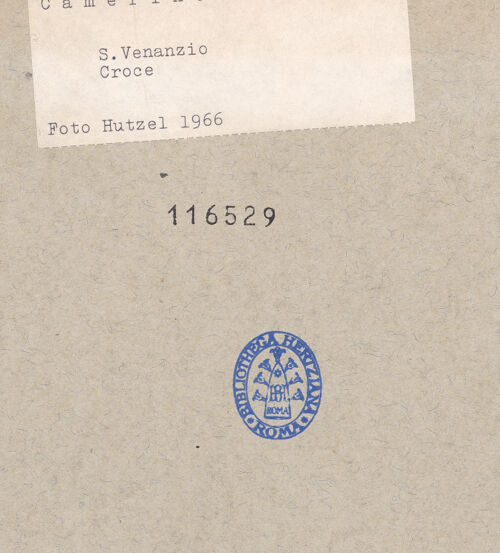 S. Venanzio
Croce
Foto Hutzel 1966
116529
BIBLIOTHECA HERTZIANA
ROMA
ROMA